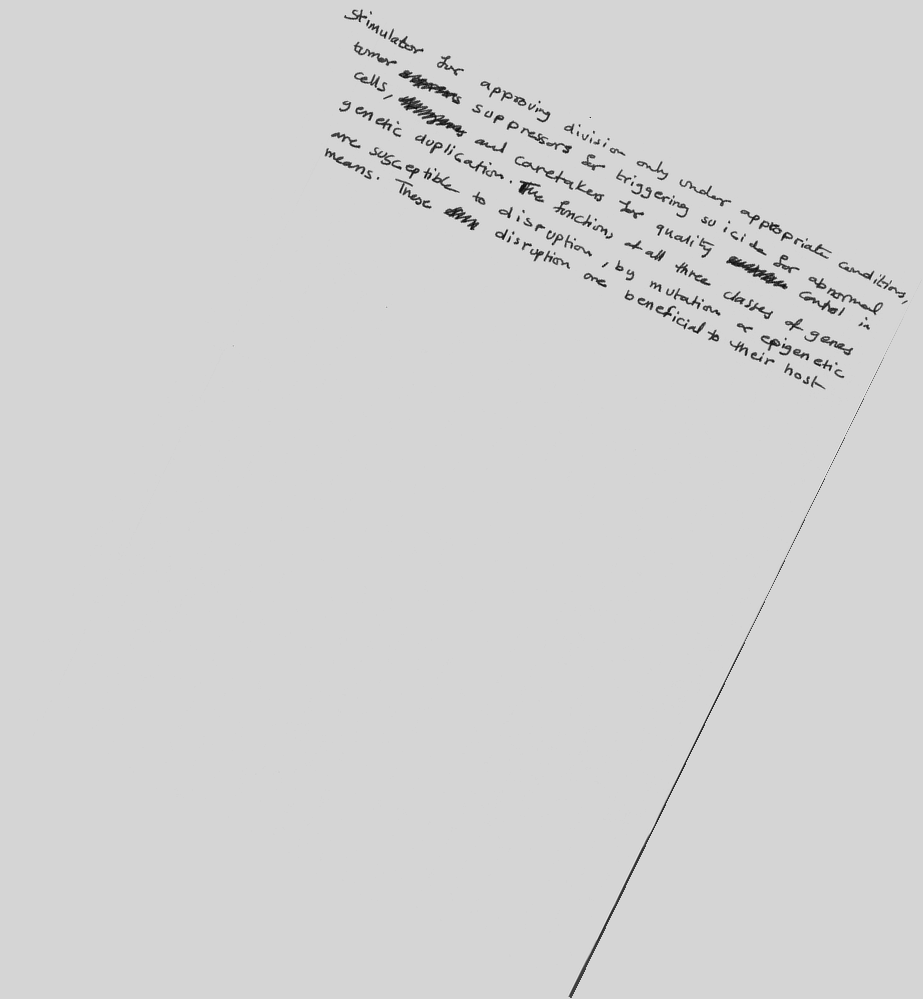 stimulator for approving division only under appropriate conditions,
tumor suppressors for triggering suicide for abnormal
cells, and caretakers for quality control in
genetic duplication. The functions of all three classes of genes
are susceptible to disruption, by mutation or epigenetic
means. These disruption are beneficial to their host